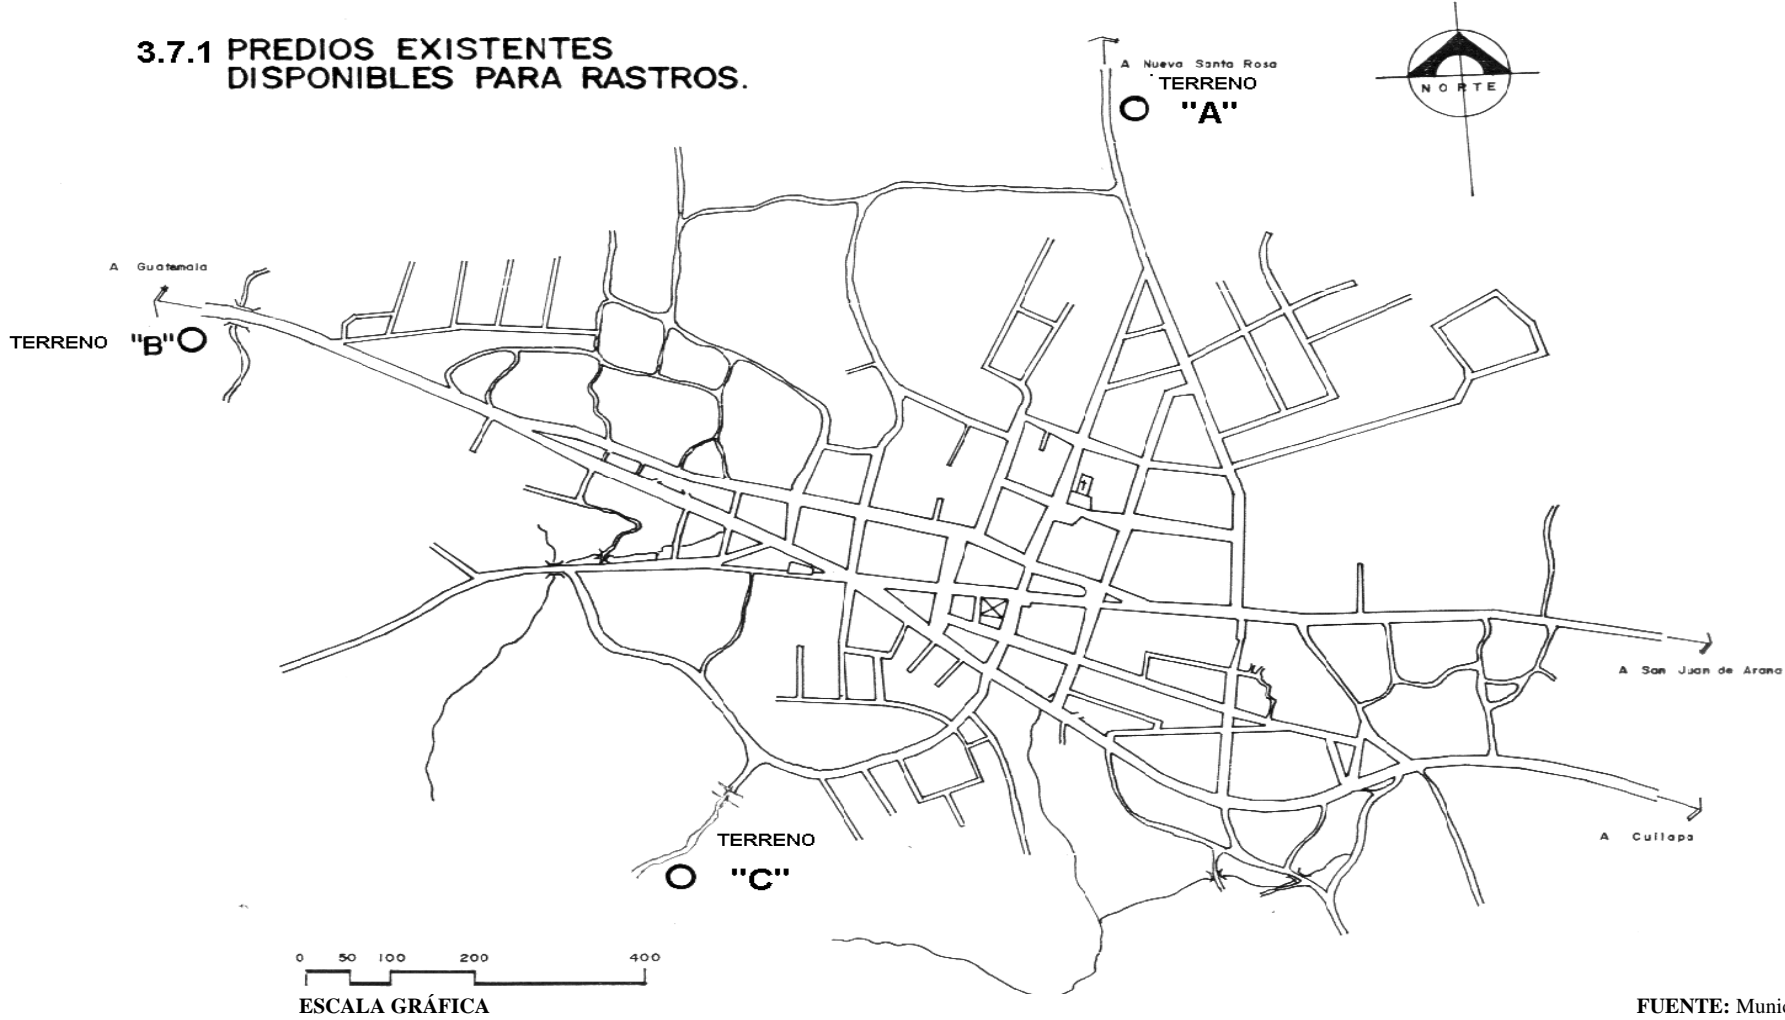 3.7.1 PREDIOS EXISTENTES
DISPONIBLES PARA RASTROS.
A Nueva Santa Rosa
TERRENO
"A"
NORTE
A Guatemala
TERRENO "B"
A San Juan de Arana
A Cuilapa
TERRENO
"C"
0 50 100 200 400
ESCALA GRÁFICA
FUENTE: